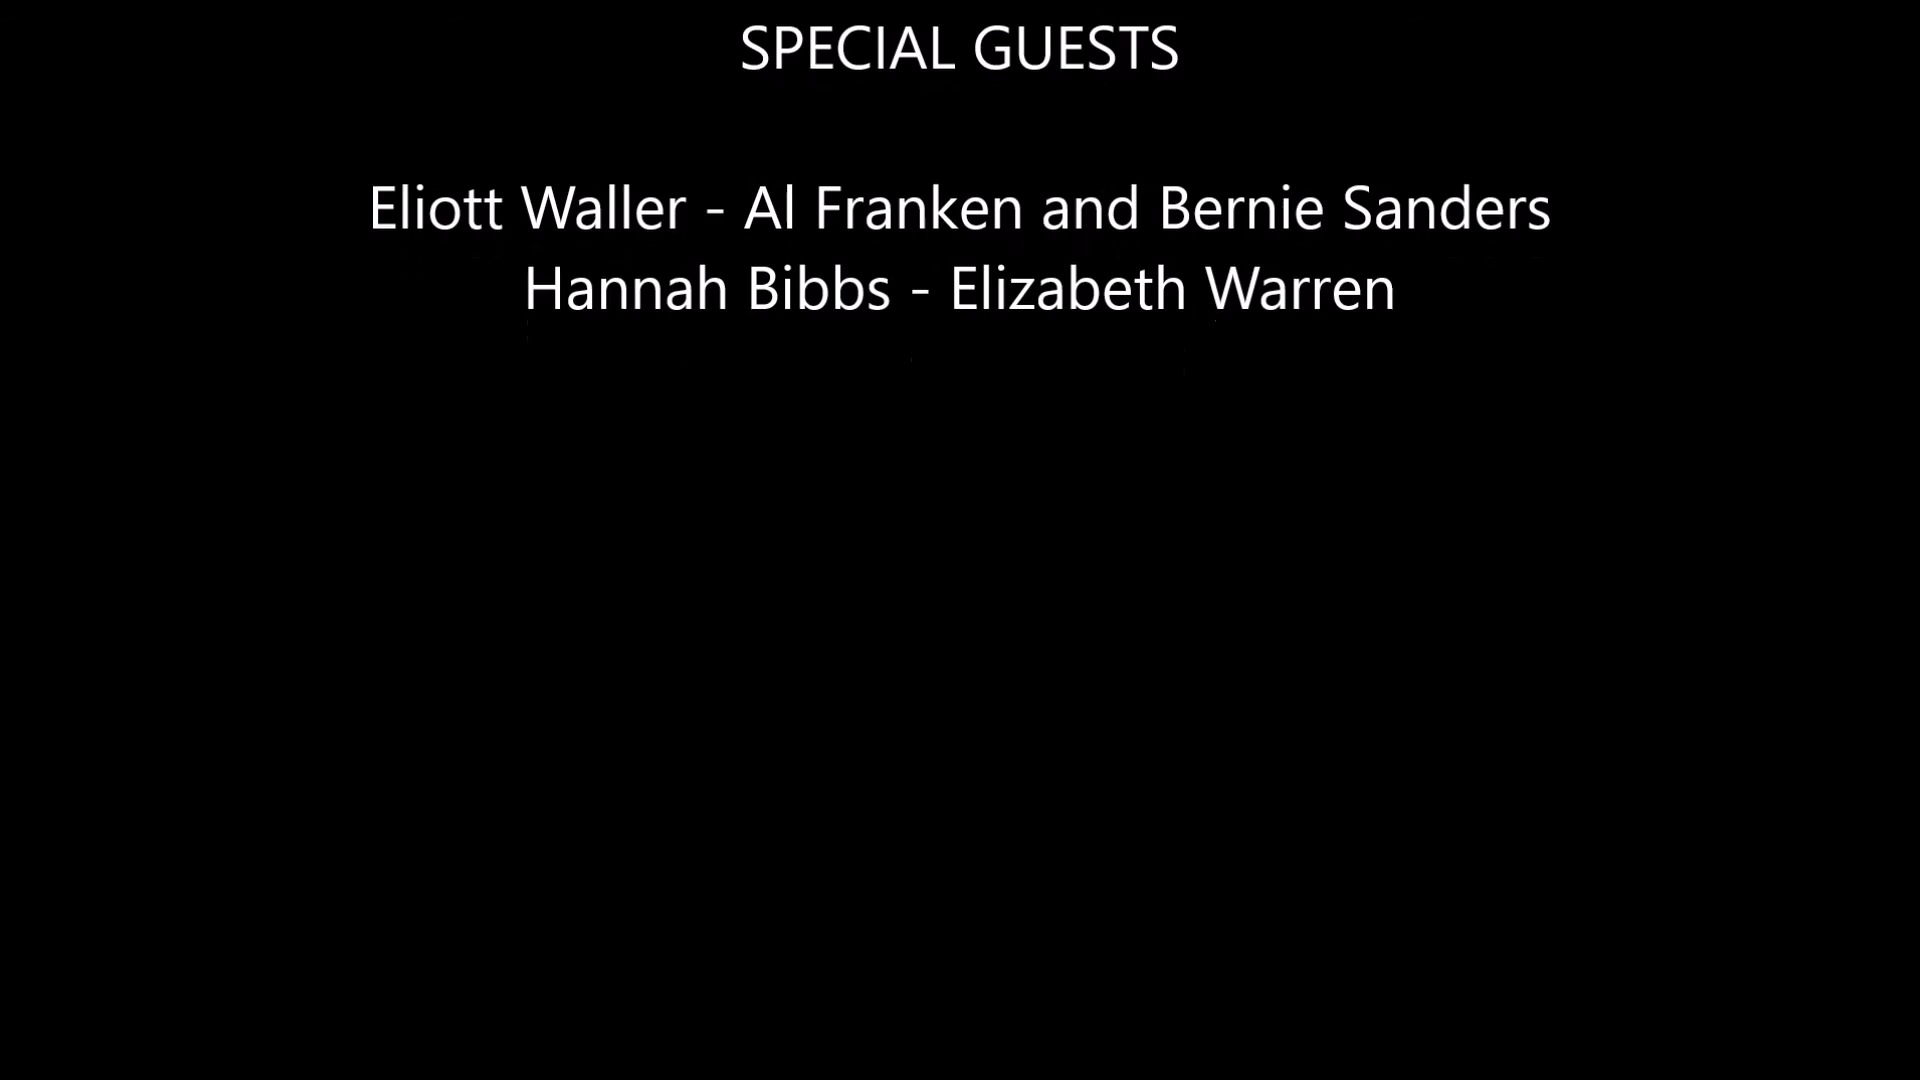 SPECIAL GUESTS
Eliott Waller - Al Franken and Bernie Sanders
Hannah Bibbs - Elizabeth Warren